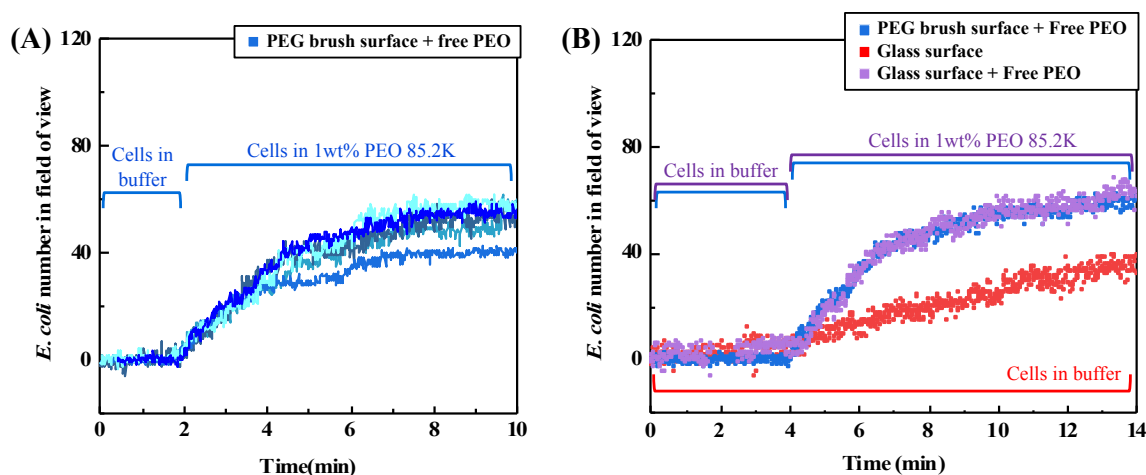 (A)
PEG brush surface + free PEO
120
80
40
0
E. coli number in field of view
Cells in
buffer
Cells in 1wt% PEO 85.2K
0 2 4 6 8 10
Time(min)
(B)
PEG brush surface + Free PEO
Glass surface
Glass surface + Free PEO
120
80
40
0
E. coli number in field of view
Cells in 1wt% PEO 85.2K
Cells in buffer
Cells in buffer
0 2 4 6 8 10 12 14
Time (min)